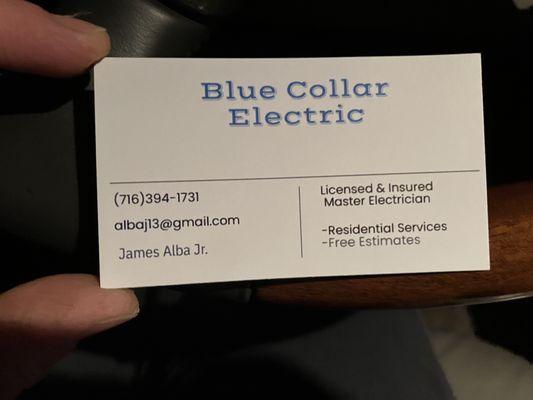 Blue Collar
Electric
(716)394-1731
albaj13@gmail.com
James Alba Jr.
Licensed & Insured
Master Electrician
-Residential Services
-Free Estimates